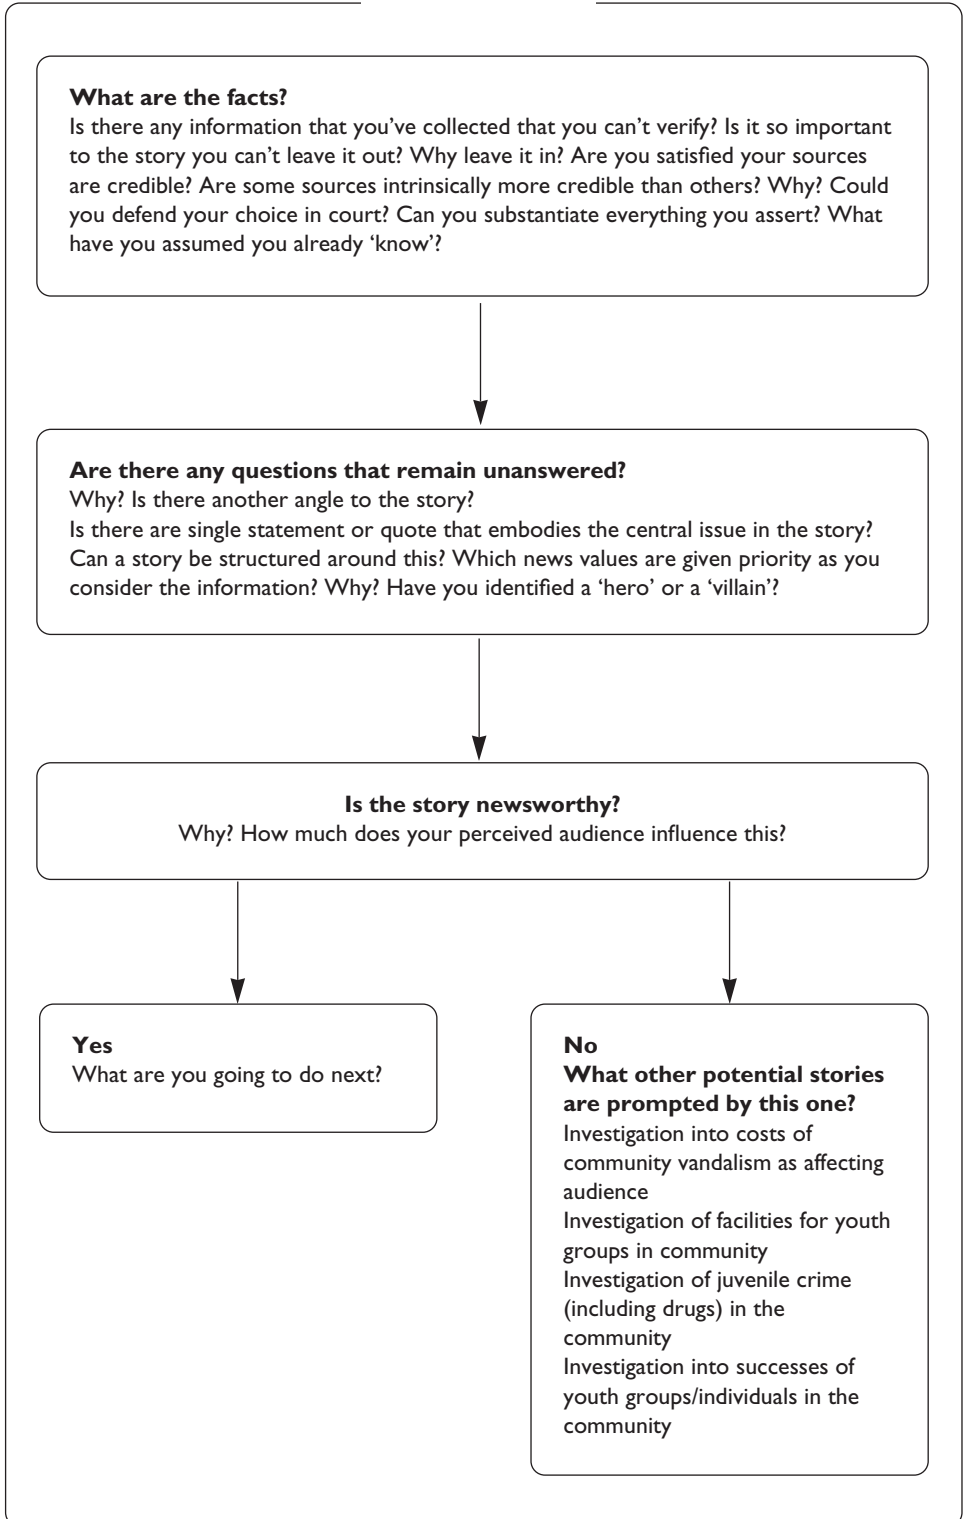 What are the facts?
Is there any information that you’ve collected that you can’t verify? Is it so important
to the story you can’t leave it out? Why leave it in? Are you satisfied your sources
are credible? Are some sources intrinsically more credible than others? Why? Could
you defend your choice in court? Can you substantiate everything you assert? What
have you assumed you already ‘know’?
Are there any questions that remain unanswered?
Why? Is there another angle to the story?
Is there are single statement or quote that embodies the central issue in the story?
Can a story be structured around this? Which news values are given priority as you
consider the information? Why? Have you identified a ‘hero’ or a ‘villain’?
Is the story newsworthy?
Why? How much does your perceived audience influence this?
Yes
What are you going to do next?
No
What other potential stories
are prompted by this one?
Investigation into costs of
community vandalism as affecting
audience
Investigation of facilities for youth
groups in community
Investigation of juvenile crime
(including drugs) in the
community
Investigation into successes of
youth groups/individuals in the
community